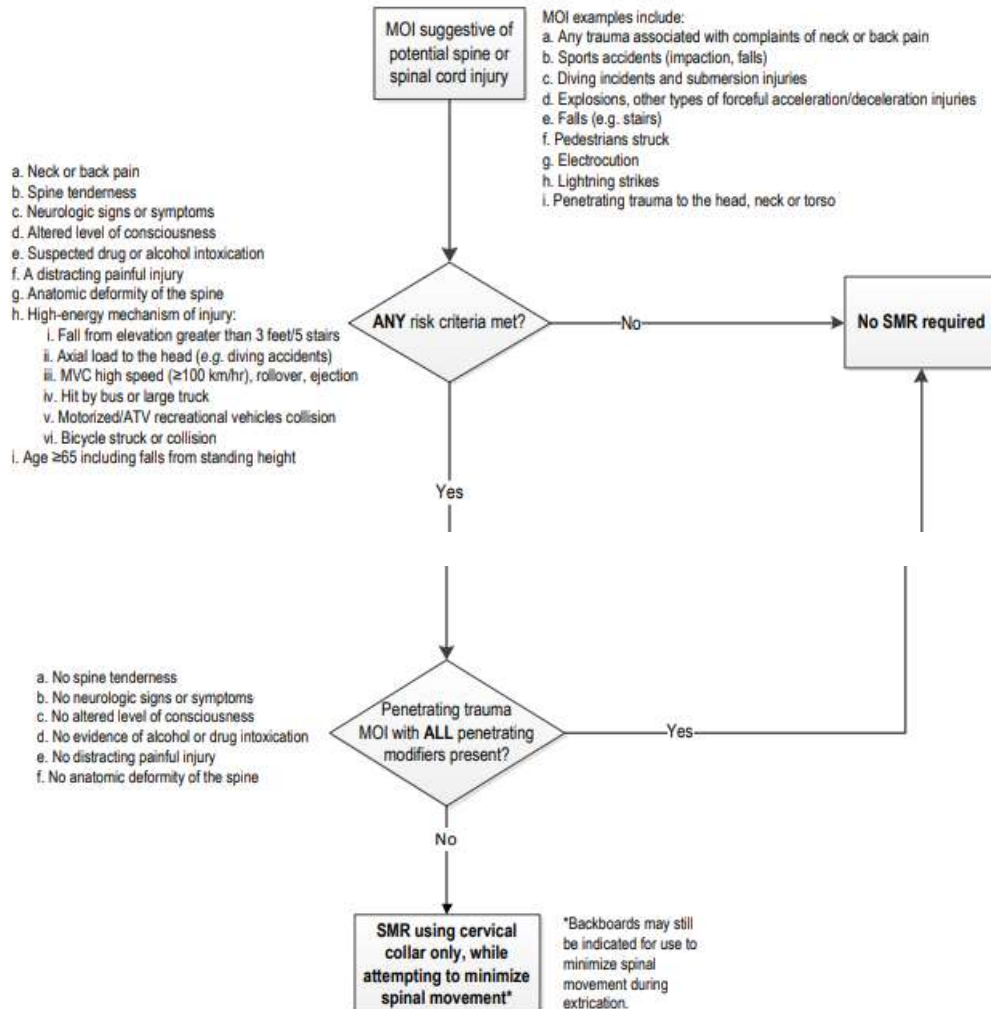 MOI suggestive of
potential spine or
spinal cord injury
MOI examples include:
a. Any trauma associated with complaints of neck or back pain
b. Sports accidents (impaction, falls)
c. Diving incidents and submersion injuries
d. Explosions, other types of forceful acceleration/deceleration injuries
e. Falls (e.g. stairs)
f. Pedestrians struck
g. Electrocution
h. Lightning strikes
i. Penetrating trauma to the head, neck or torso
a. Neck or back pain
b. Spine tenderness
c. Neurologic signs or symptoms
d. Altered level of consciousness
e. Suspected drug or alcohol intoxication
f. A distracting painful injury
g. Anatomic deformity of the spine
h. High-energy mechanism of injury:
i. Fall from elevation greater than 3 feet/5 stairs
ii. Axial load to the head (e.g. diving accidents)
iii. MVC high speed (≥100 km/hr), rollover, ejection
iv. Hit by bus or large truck
v. Motorized/ATV recreational vehicles collision
vi. Bicycle struck or collision
i. Age ≥65 including falls from standing height
ANY risk criteria met?
No
No SMR required
Yes
a. No spine tenderness
b. No neurologic signs or symptoms
c. No altered level of consciousness
d. No evidence of alcohol or drug intoxication
e. No distracting painful injury
f. No anatomic deformity of the spine
Penetrating trauma
MOI with ALL penetrating
modifiers present?
Yes
No
SMR using cervical
collar only, while
attempting to minimize
spinal movement*
*Backboards may still
be indicated for use to
minimize spinal
movement during
extrication.